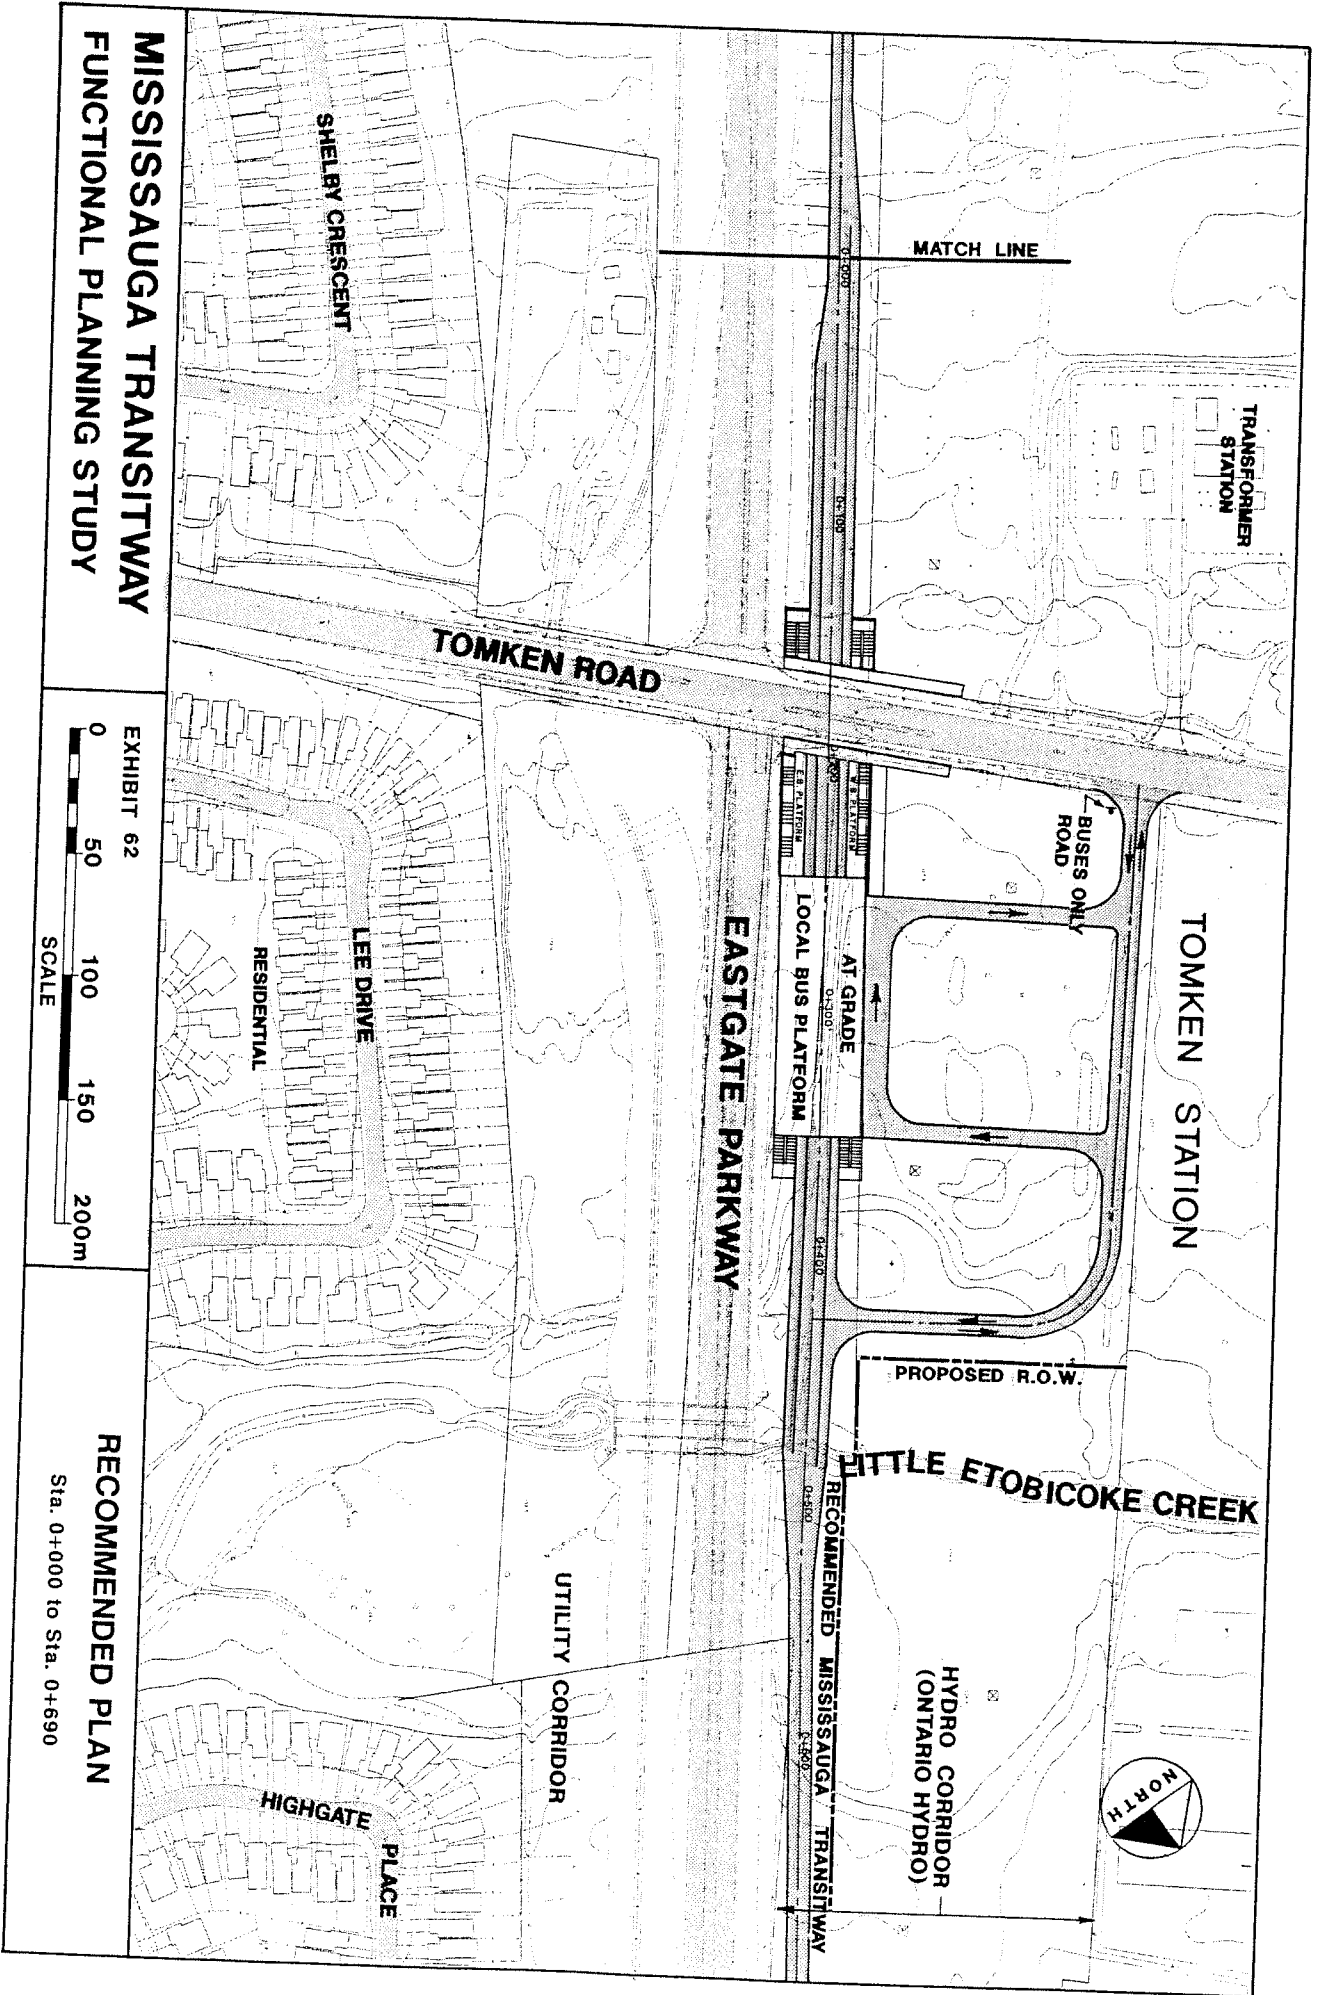 MISSISSAUGA TRANSITWAY
FUNCTIONAL PLANNING STUDY
EXHIBIT 62
0 50 100 150 200m
SCALE
RECOMMENDED PLAN
Sta. 0+000 to Sta. 0+690
TRANSFORMER
STATION
MATCH LINE
0+000
0+100
SHELBY CRESCENT
TOMKEN ROAD
TOMKEN STATION
BUSES ONLY
ROAD
W.B. PLATFORM
E.B. PLATFORM
AT GRADE
LOCAL BUS PLATFORM
0+300
0+400
EASTGATE PARKWAY
LEE DRIVE
RESIDENTIAL
PROPOSED R.O.W.
LITTLE ETOBICOKE CREEK
0+500
RECOMMENDED MISSISSAUGA TRANSITWAY
0+600
HYDRO CORRIDOR
(ONTARIO HYDRO)
NORTH
UTILITY CORRIDOR
HIGHGATE PLACE